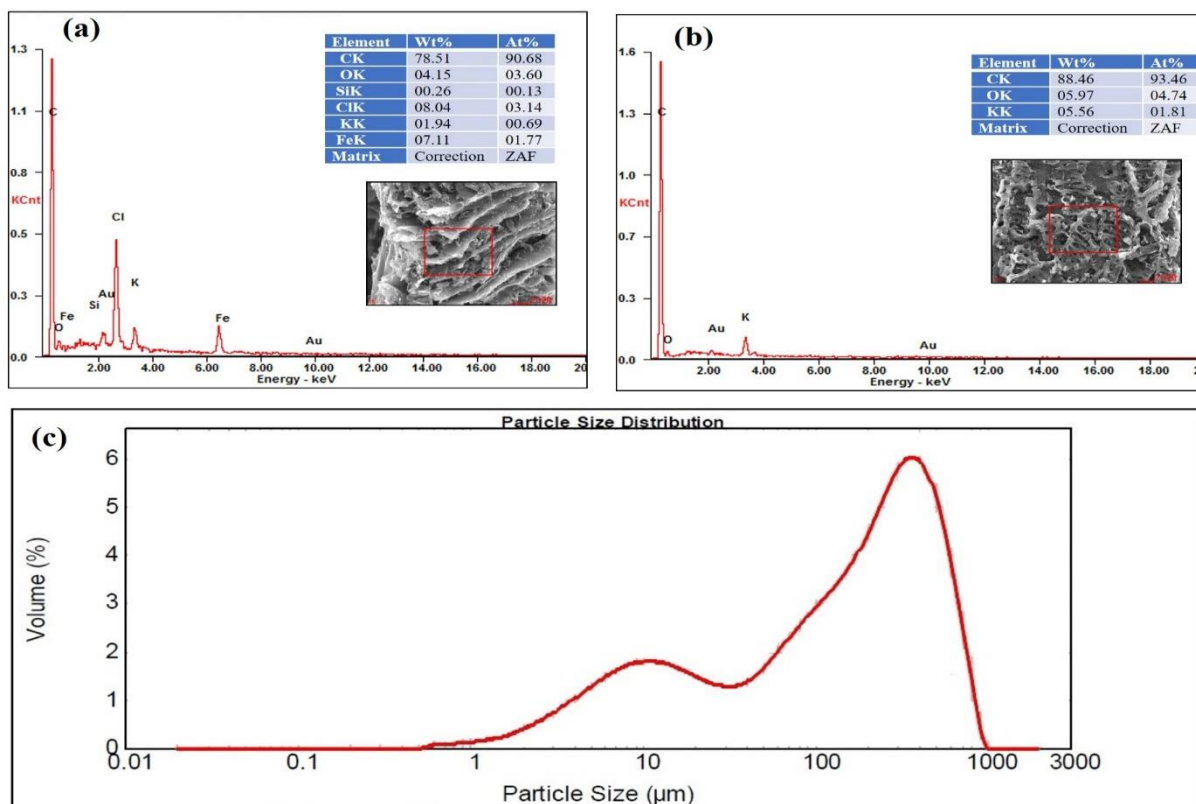 (a)
Element Wt% At%
CK 78.51 90.68
OK 04.15 03.60
SiK 00.26 00.13
ClK 08.04 03.14
KK 01.94 00.69
FeK 07.11 01.77
Matrix Correction ZAF
1.3
1.1
0.8
KCnt
0.5
0.3
0.0
C
O
Fe
Si
Au
Cl
K
Fe
Au
2.00 4.00 6.00 8.00 10.00 12.00 14.00 16.00 18.00 20
Energy - keV
(b)
Element Wt% At%
CK 88.46 93.46
OK 05.97 04.74
KK 05.56 01.81
Matrix Correction ZAF
1.6
1.3
1.0
KCnt
0.7
0.3
0.0
C
O
Au
K
Au
2.00 4.00 6.00 8.00 10.00 12.00 14.00 16.00 18.00 20
Energy - keV
(c)
Particle Size Distribution
Volume (%)
6
5
4
3
2
1
0
0.01 0.1 1 10 100 1000 3000
Particle Size (µm)